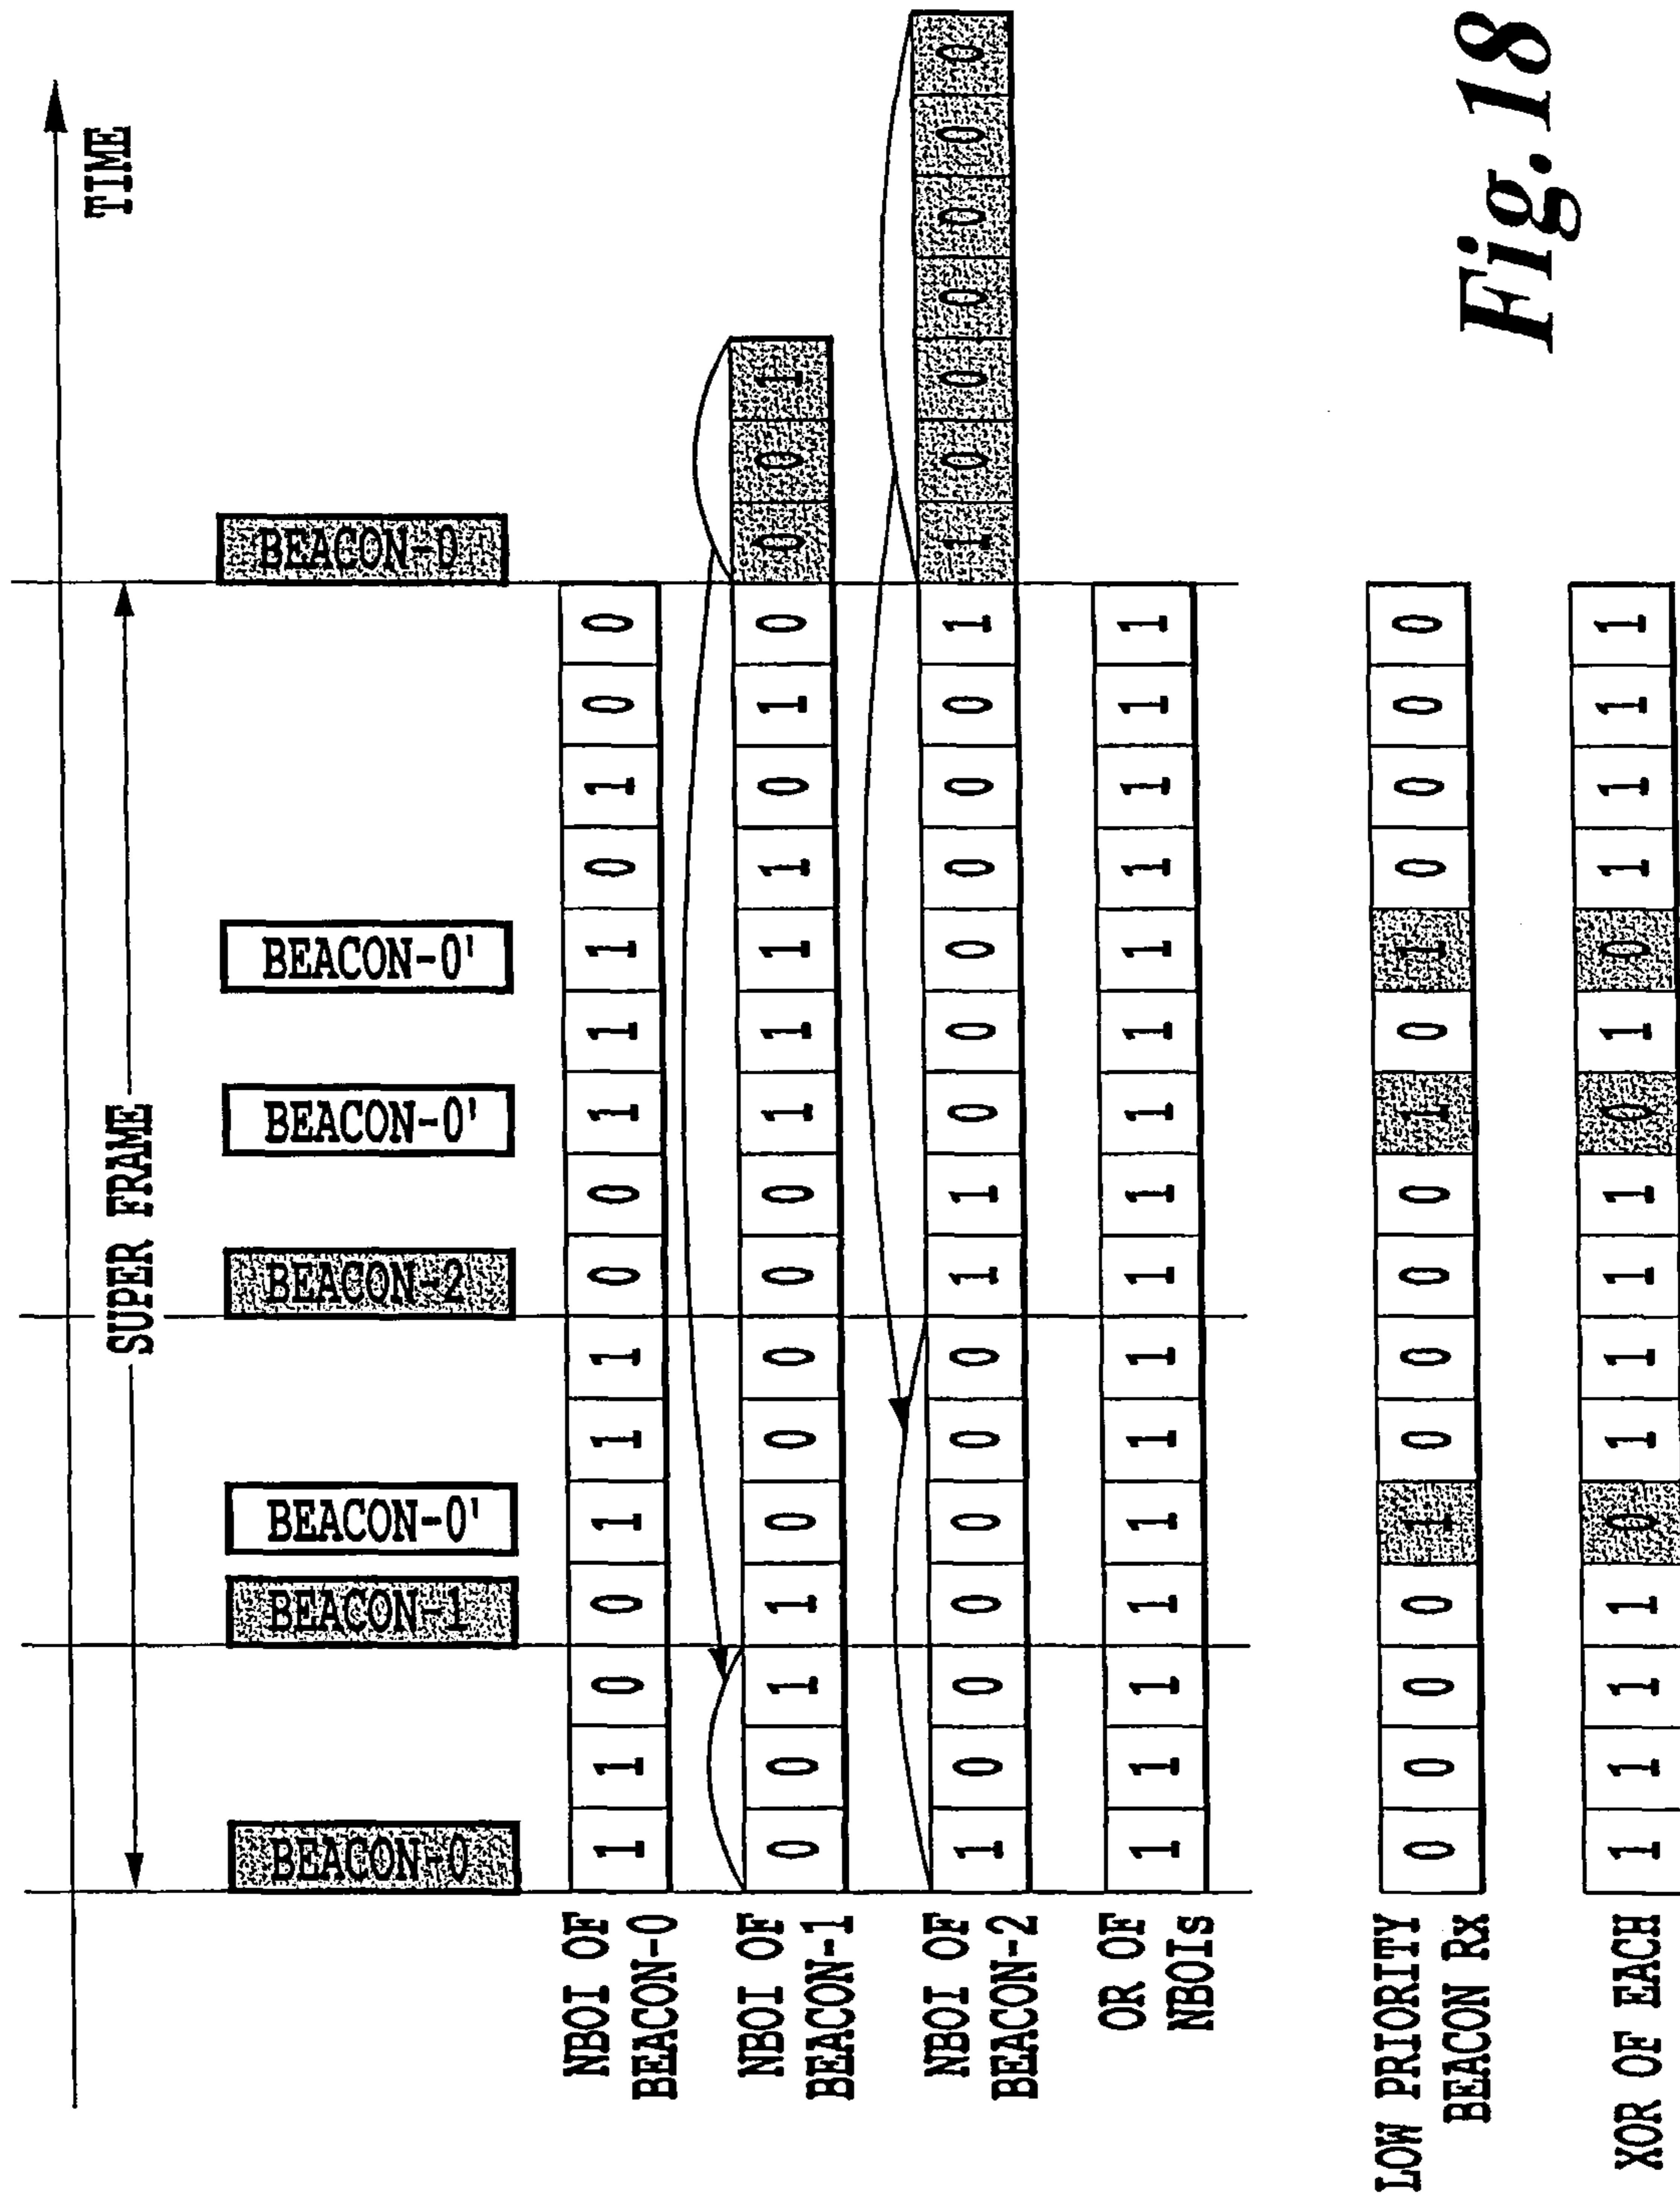 TIME
SUPER FRAME
BEACON-0 BEACON-1 BEACON-0' BEACON-2 BEACON-0' BEACON-0' BEACON-0
NBOI OF
BEACON-0
1 1 0 0 1 1 1 0 0 1 1 1 0 1 0 0
NBOI OF
BEACON-1
0 0 1 1 0 0 0 0 0 1 1 1 1 0 1 0 0 0 1
NBOI OF
BEACON-2
1 0 0 0 0 0 0 1 1 0 0 0 0 0 0 1 1 0 0 0 0 0 0
OR OF
NBOIs
1 1 1 1 1 1 1 1 1 1 1 1 1 1 1 1
LOW PRIORITY
BEACON Rx
0 0 0 0 1 0 0 0 0 1 0 1 0 0 0 0
XOR OF EACH
1 1 1 1 0 1 1 1 1 0 1 0 1 1 1 1
Fig. 18